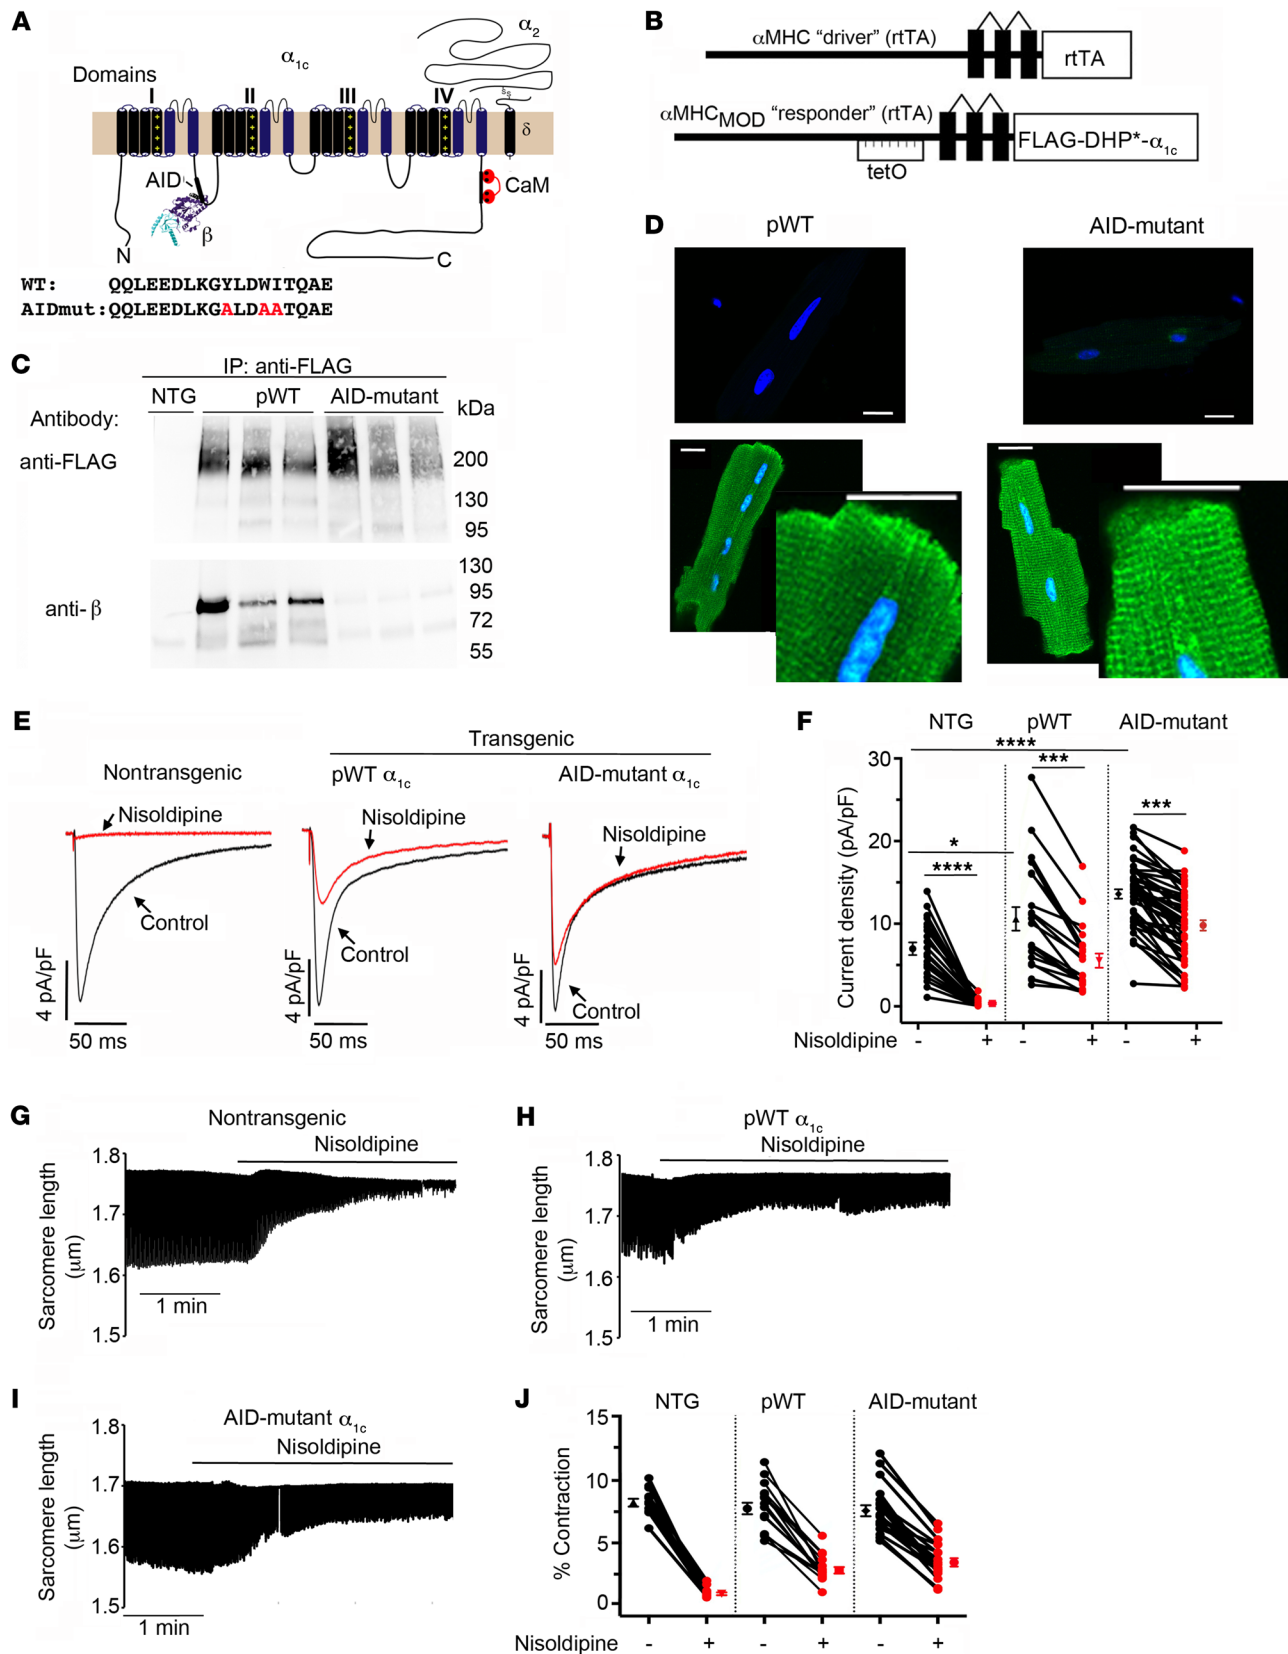 A
α2
α1c
Domains
I II III IV
S S
δ
AID
CaM
β
N
C
WT: QQLEEDLKGYLDWITQAE
AIDmut: QQLEEDLKGALDAATQAE
B
αMHC "driver" (rtTA)
rtTA
αMHCMOD "responder" (rtTA)
FLAG-DHP*-α1c
tetO
C
IP: anti-FLAG
NTG pWT AID-mutant
Antibody:
kDa
anti-FLAG
200
130
95
130
95
anti-β
72
55
D
pWT
AID-mutant
E
Transgenic
Nontransgenic
pWT α1c
AID-mutant α1c
Nisoldipine
Nisoldipine
Nisoldipine
Control
Control
Control
4 pA/pF
4 pA/pF
4 pA/pF
50 ms
50 ms
50 ms
F
NTG pWT AID-mutant
****
***
***
*
****
Current density (pA/pF)
30
20
10
0
Nisoldipine - + - + - +
G
Nontransgenic
Nisoldipine
Sarcomere length
(µm)
1.8
1.7
1.6
1.5
1 min
H
pWT α1c
Nisoldipine
Sarcomere length
(µm)
1.8
1.7
1.6
1.5
1 min
I
AID-mutant α1c
Nisoldipine
Sarcomere length
(µm)
1.8
1.7
1.6
1.5
1 min
J
NTG pWT AID-mutant
% Contraction
15
10
5
0
Nisoldipine - + - + - +